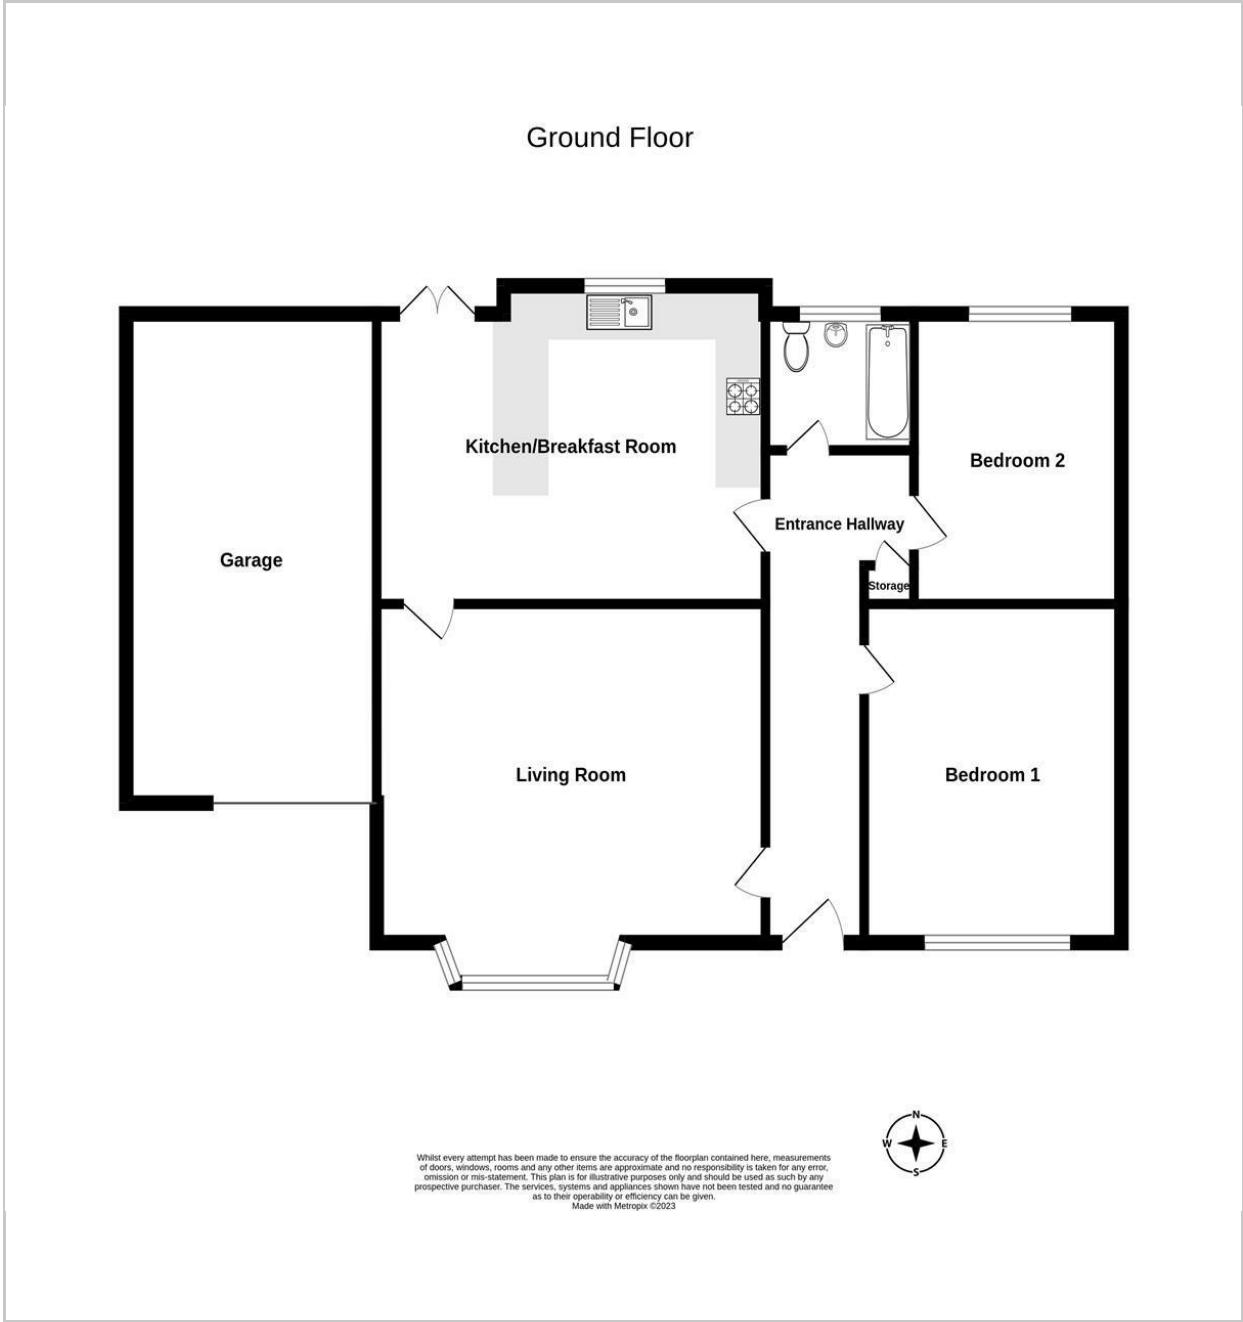 Ground Floor
Kitchen/Breakfast Room
Bedroom 2
Entrance Hallway
Garage
Storage
Living Room
Bedroom 1
N
W E
S
Whilst every attempt has been made to ensure the accuracy of the floorplan contained here, measurements
of doors, windows, rooms and any other items are approximate and no responsibility is taken for any error,
omission or mis-statement. This plan is for illustrative purposes only and should be used as such by any
prospective purchaser. The services, systems and appliances shown have not been tested and no guarantee
as to their operability or efficiency can be given.
Made with Metropix ©2023